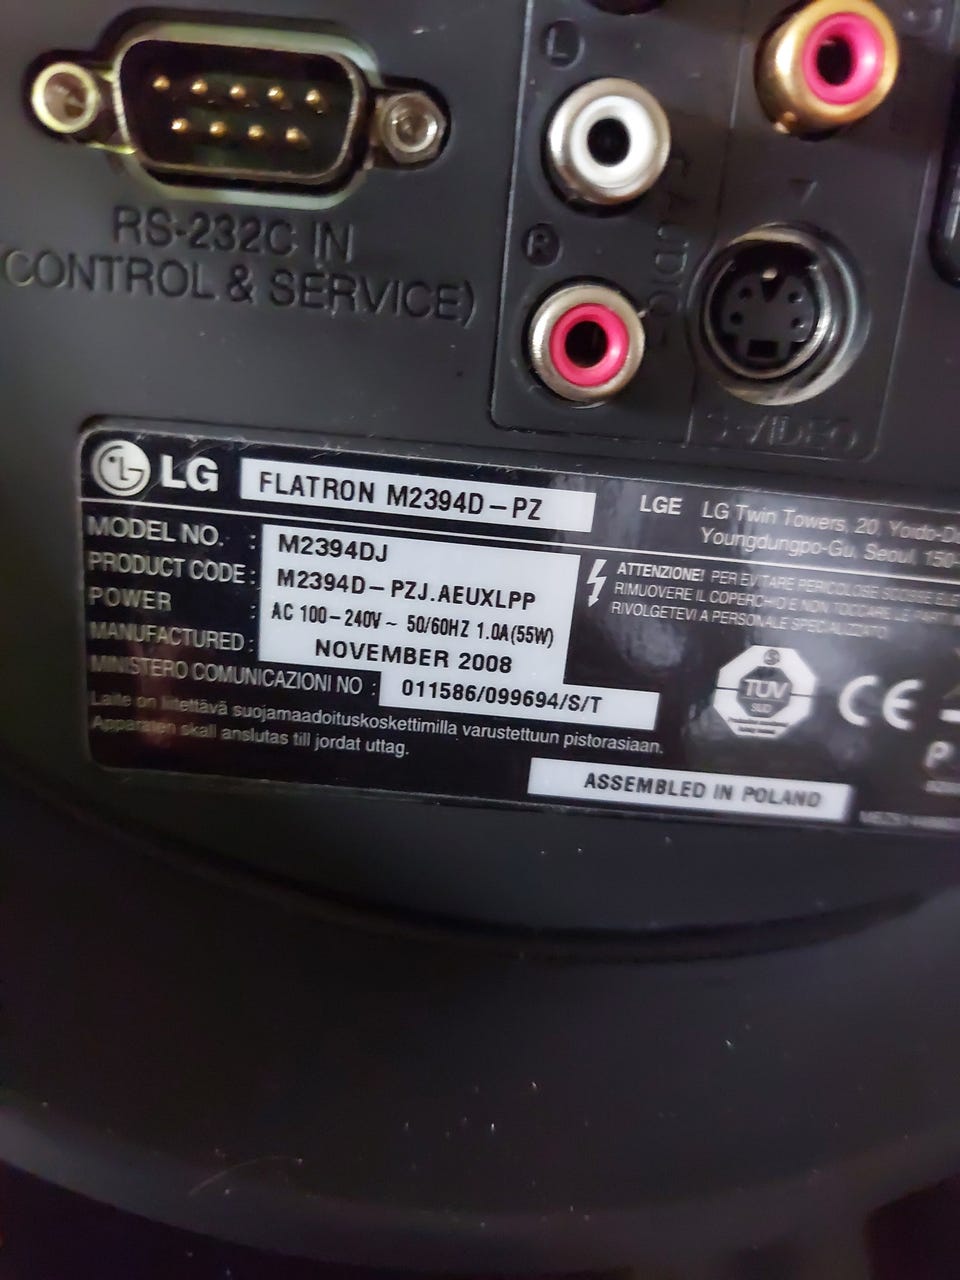 L
AUDIO
RS-232C IN
(CONTROL & SERVICE)
R
S-VIDEO
LG FLATRON M2394D-PZ
MODEL NO. : M2394DJ
PRODUCT CODE : M2394D-PZJ.AEUXLPP
POWER : AC 100-240V ~ 50/60HZ 1.0A(55W)
MANUFACTURED : NOVEMBER 2008
MINISTERO COMUNICAZIONI NO : 011586/099694/S/T
Laite on liitettävä suojamaadoituskoskettimilla varustettuun pistorasiaan.
Apparaten skall anslutas till jordat uttag.
LGE LG Twin Towers, 20, Yoido-
Youngdungpo-Gu, Seoul, 150-
ATTENZIONE! PER EVITARE PERICOLOSE SCOSSE
RIMUOVERE IL COPERCHIO E NON TOCCARE LE PARTI
RIVOLGETEVI A PERSONALE SPECIALIZZATO.
TÜV
SÜD
CE
ASSEMBLED IN POLAND